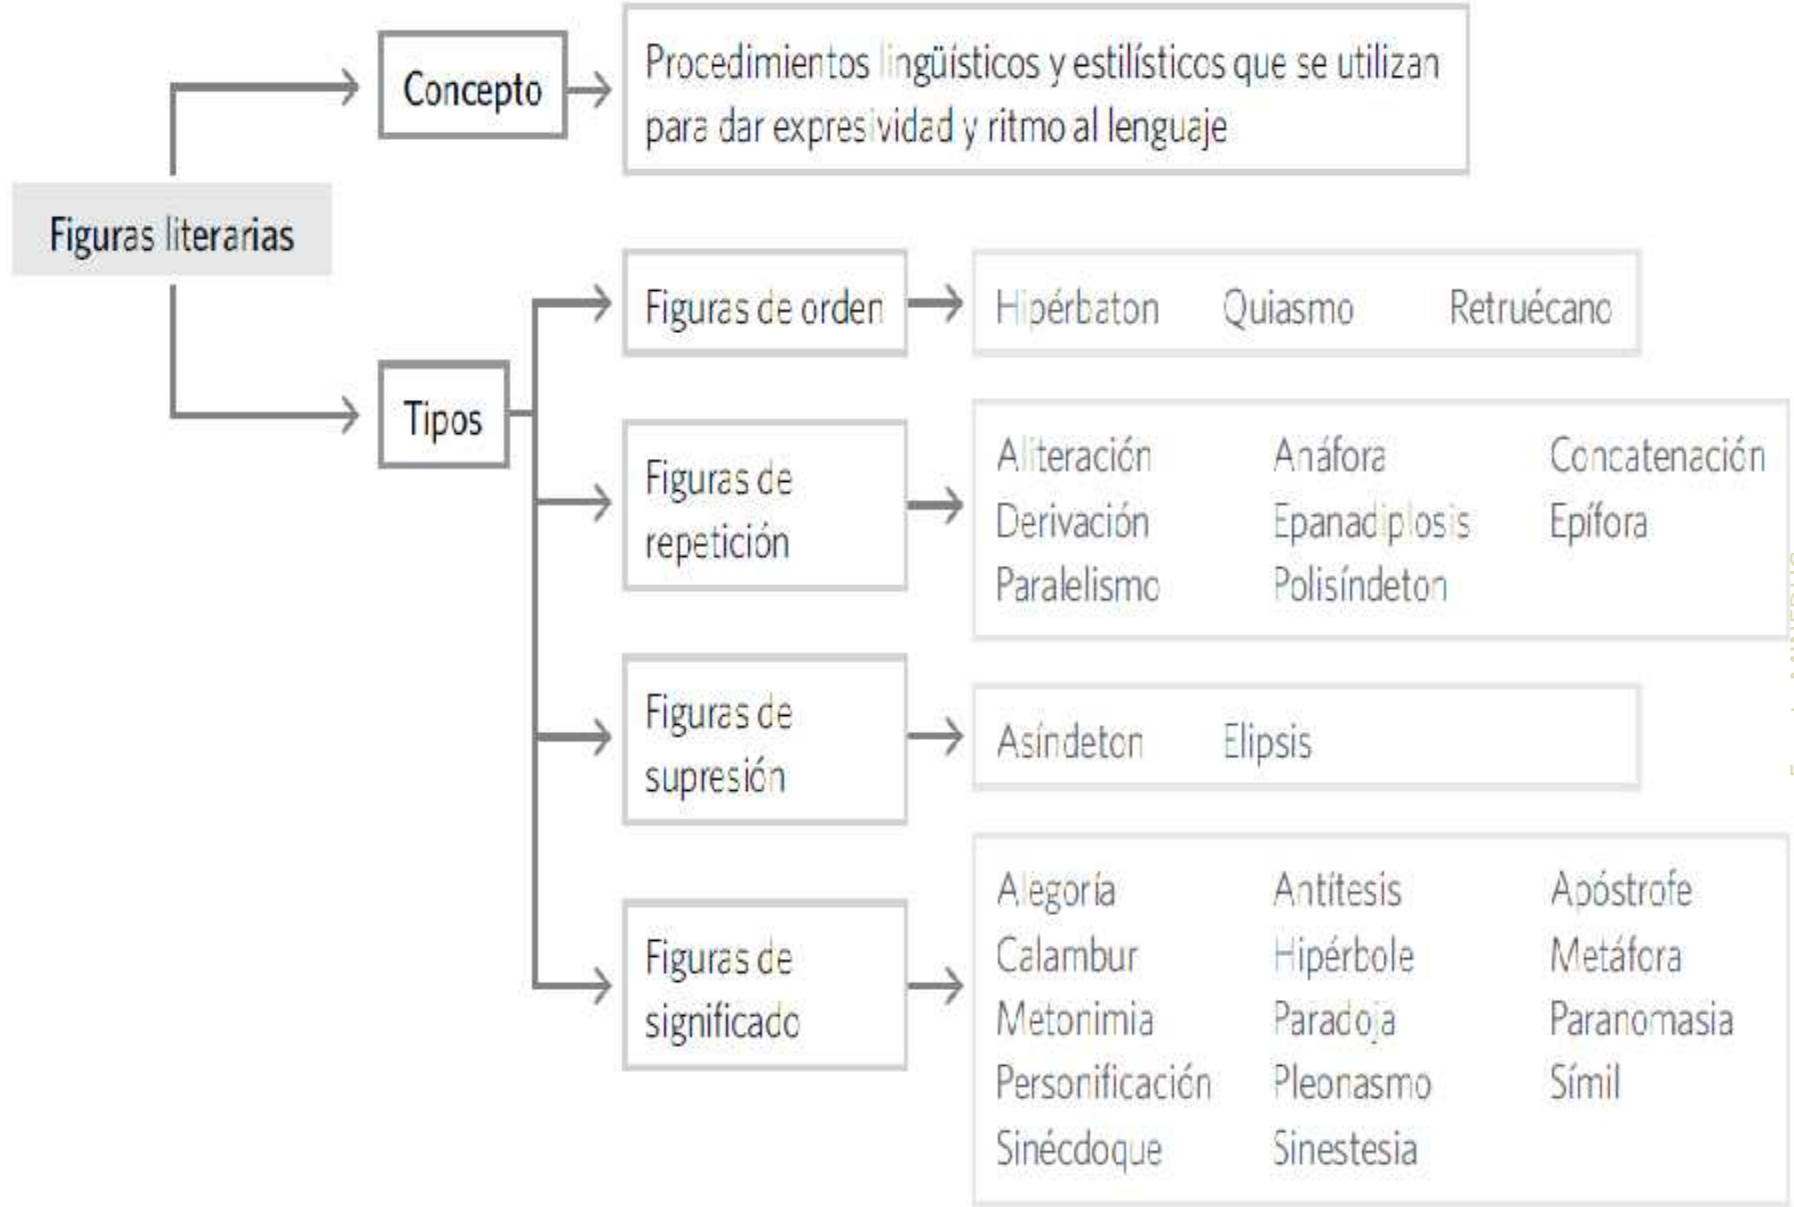 Concepto
Procedimientos lingüísticos y estilísticos que se utilizan
para dar expresividad y ritmo al lenguaje
Figuras literarias
Tipos
Figuras de orden
Hipérbaton Quiasmo Retruécano
Figuras de
repetición
Aliteración Anáfora Concatenación
Derivación Epanadiplosis Epífora
Paralelismo Polisíndeton
Figuras de
supresión
Asíndeton Elipsis
Figuras de
significado
Alegoría Antítesis Apóstrofe
Calambur Hipérbole Metáfora
Metonimia Paradoja Paranomasia
Personificación Pleonasmo Símil
Sinécdoque Sinestesia